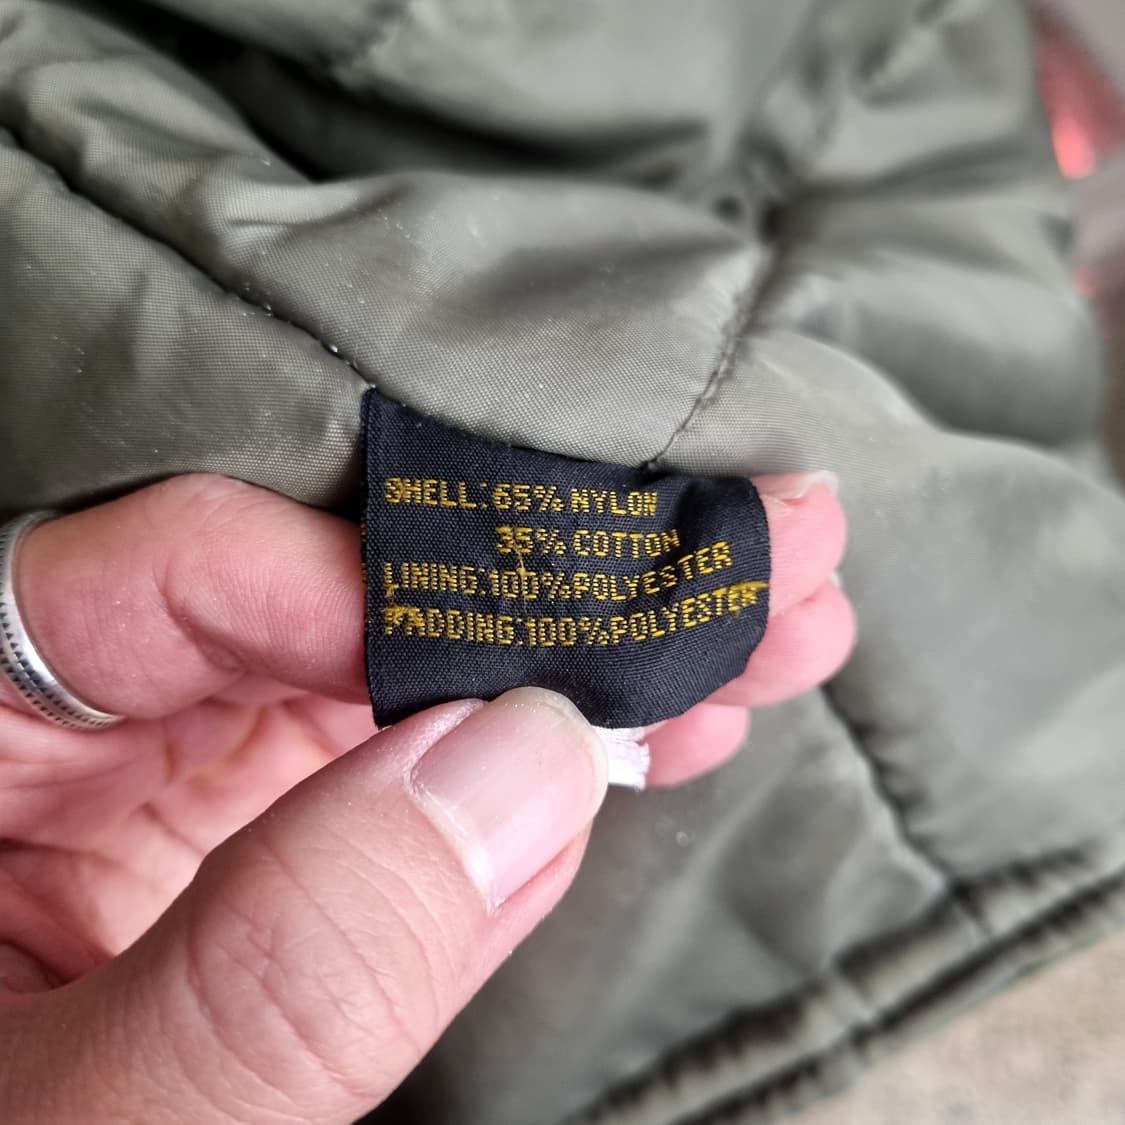 SHELL:65% NYLON
35% COTTON
LINING:100%POLYESTER
PADDING:100%POLYESTER